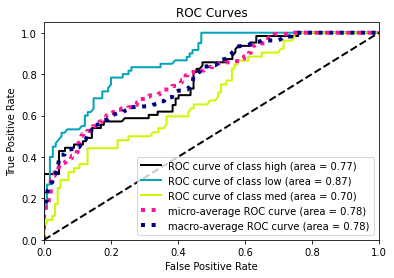 ROC Curves
True Positive Rate
1.0
0.8
0.6
0.4
0.2
0.0
ROC curve of class high (area = 0.77)
ROC curve of class low (area = 0.87)
ROC curve of class med (area = 0.70)
micro-average ROC curve (area = 0.78)
macro-average ROC curve (area = 0.78)
0.0 0.2 0.4 0.6 0.8 1.0
False Positive Rate